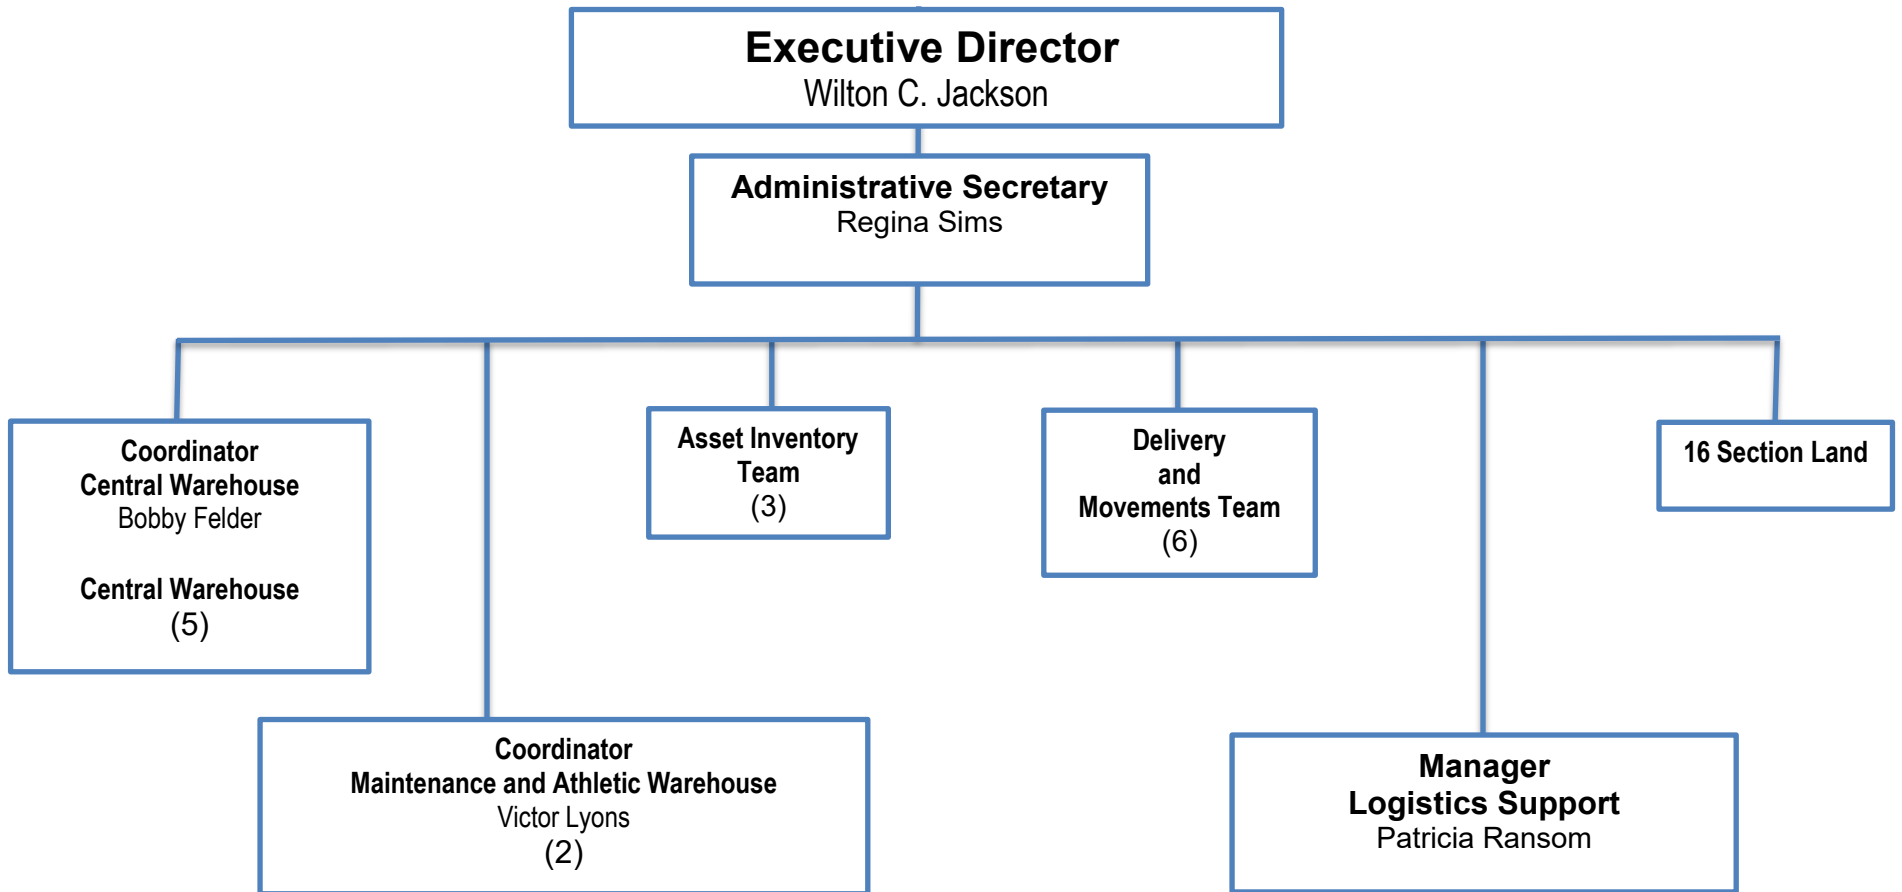 Executive Director
Wilton C. Jackson
Administrative Secretary
Regina Sims
Coordinator
Central Warehouse
Bobby Felder
Central Warehouse
(5)
Coordinator
Maintenance and Athletic Warehouse
Victor Lyons
(2)
Asset Inventory
Team
(3)
Delivery
and
Movements Team
(6)
Manager
Logistics Support
Patricia Ransom
16 Section Land